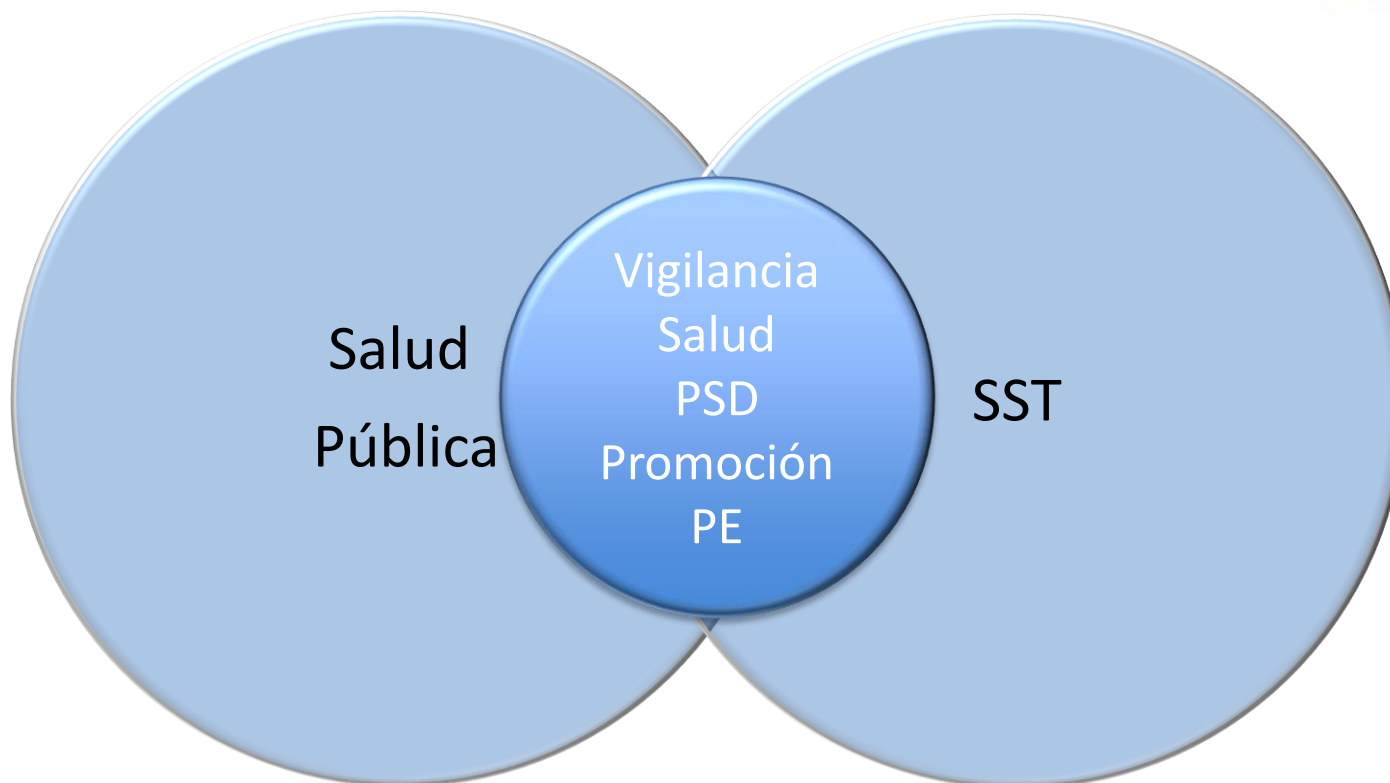 Salud
Pública
Vigilancia
Salud
PSD
Promoción
PE
SST